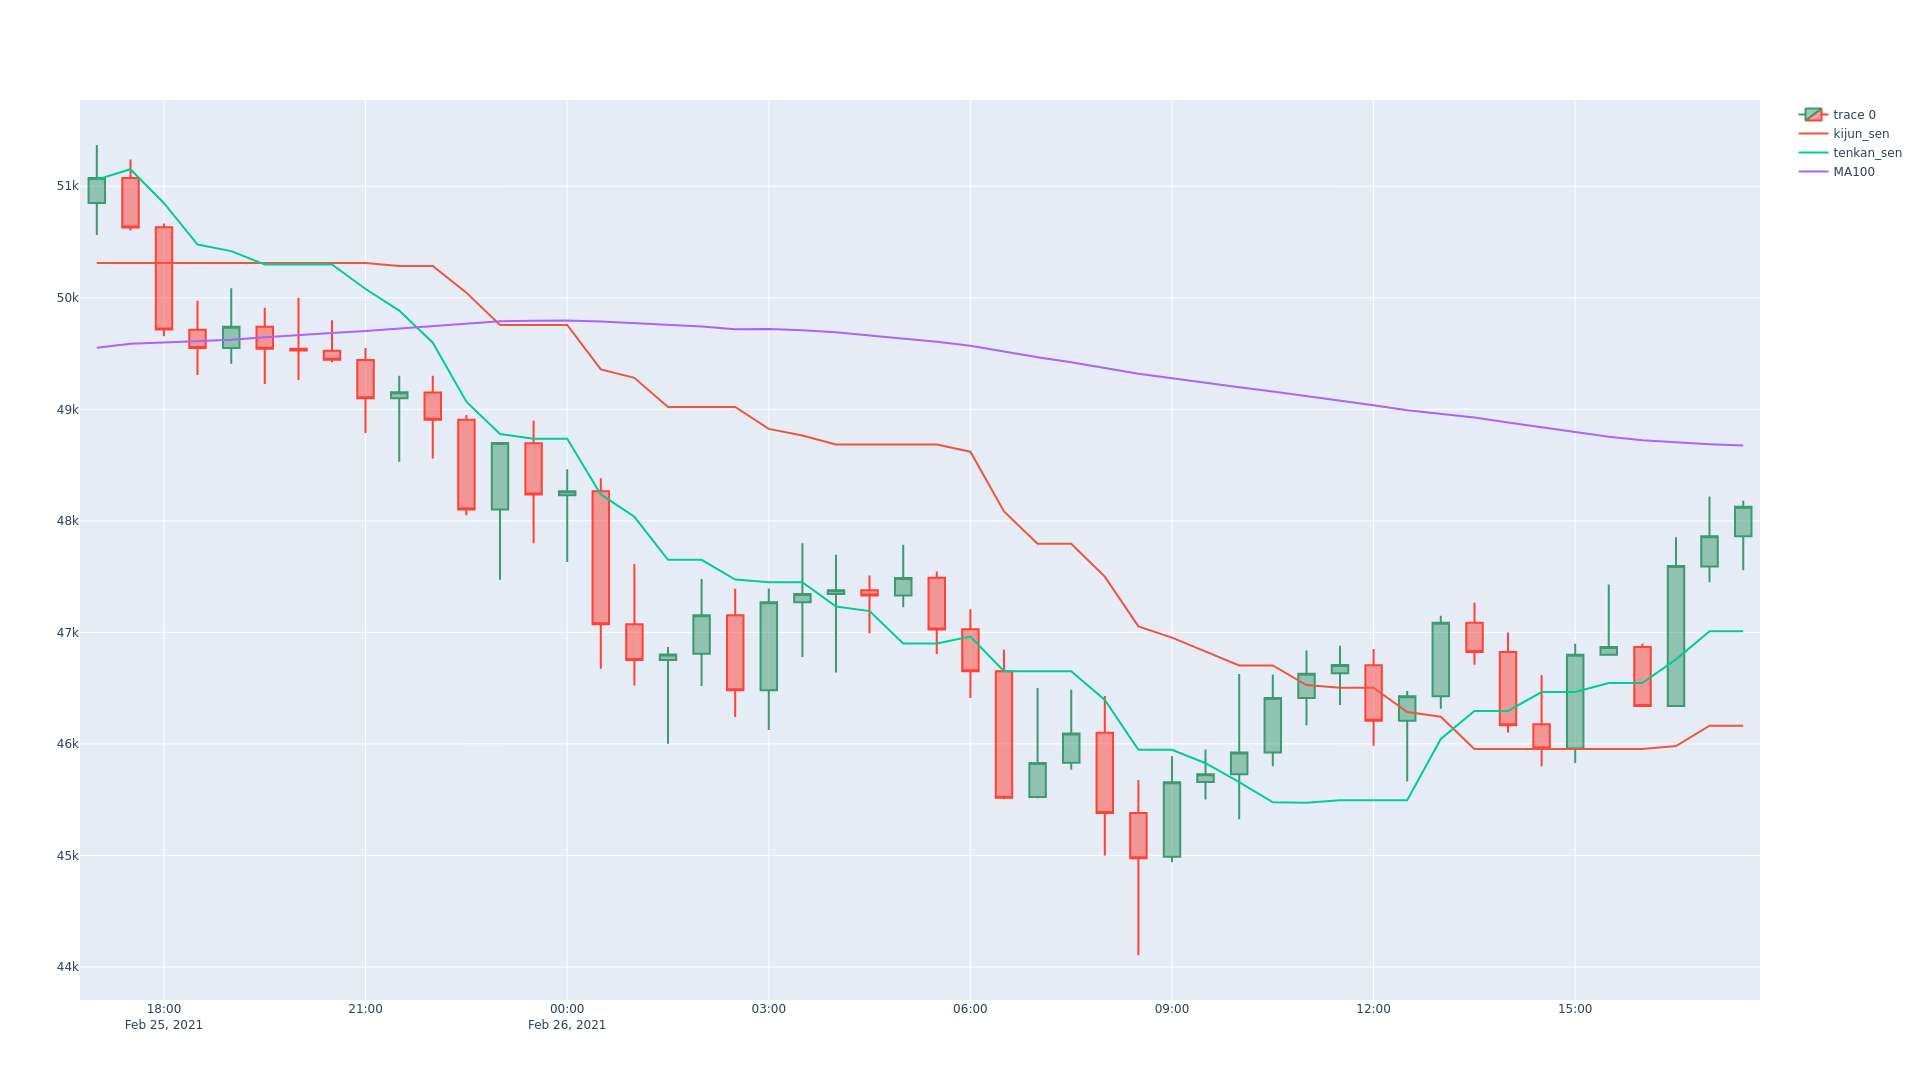 trace 0
kijun_sen
tenkan_sen
MA100
51k
50k
49k
48k
47k
46k
45k
44k
18:00 21:00 00:00 03:00 06:00 09:00 12:00 15:00
Feb 25, 2021 Feb 26, 2021